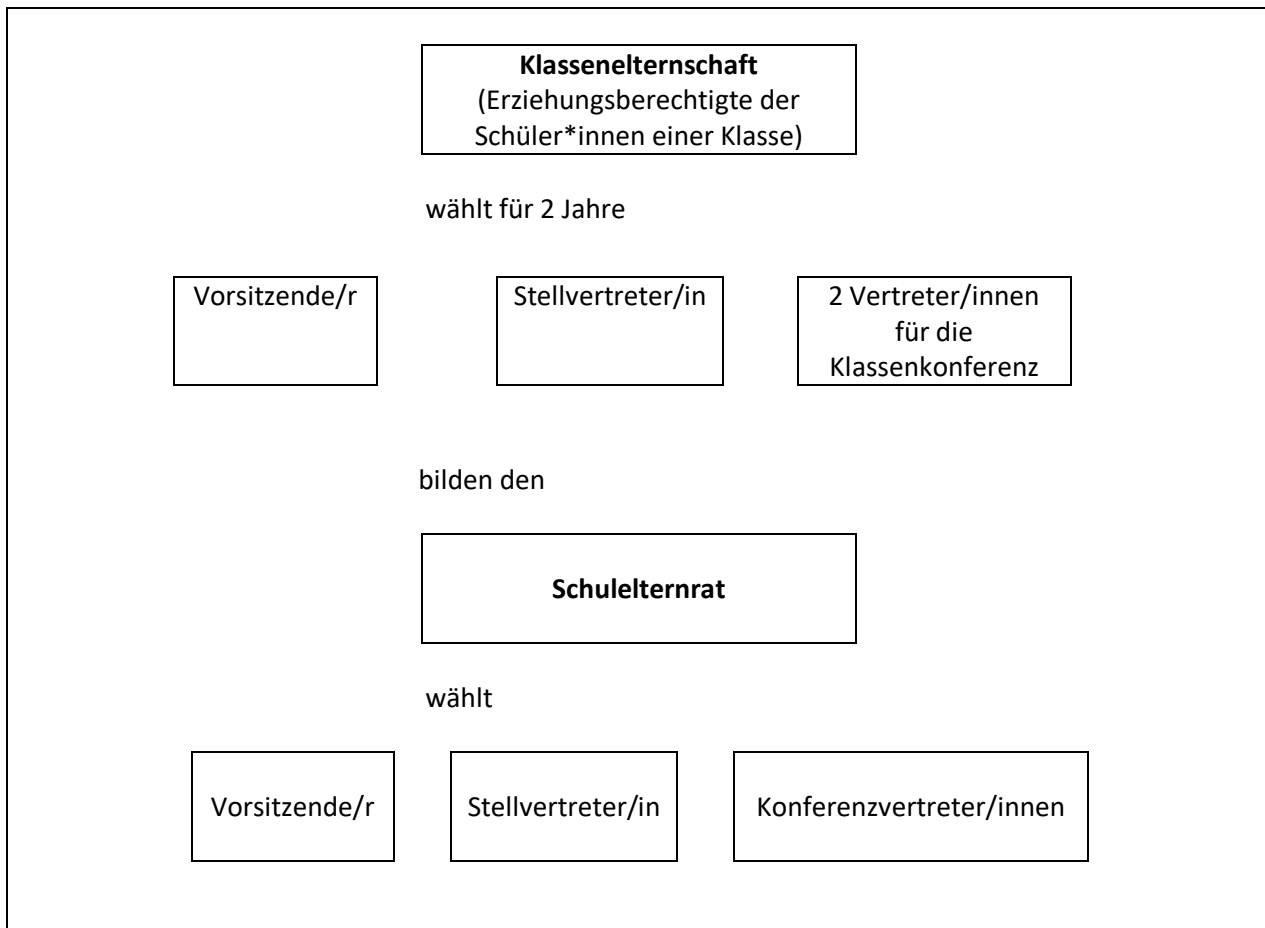 Klassenelternschaft
(Erziehungsberechtigte der
Schüler*innen einer Klasse)
wählt für 2 Jahre
Vorsitzende/r
Stellvertreter/in
2 Vertreter/innen
für die
Klassenkonferenz
bilden den
Schulelternrat
wählt
Vorsitzende/r
Stellvertreter/in
Konferenzvertreter/innen